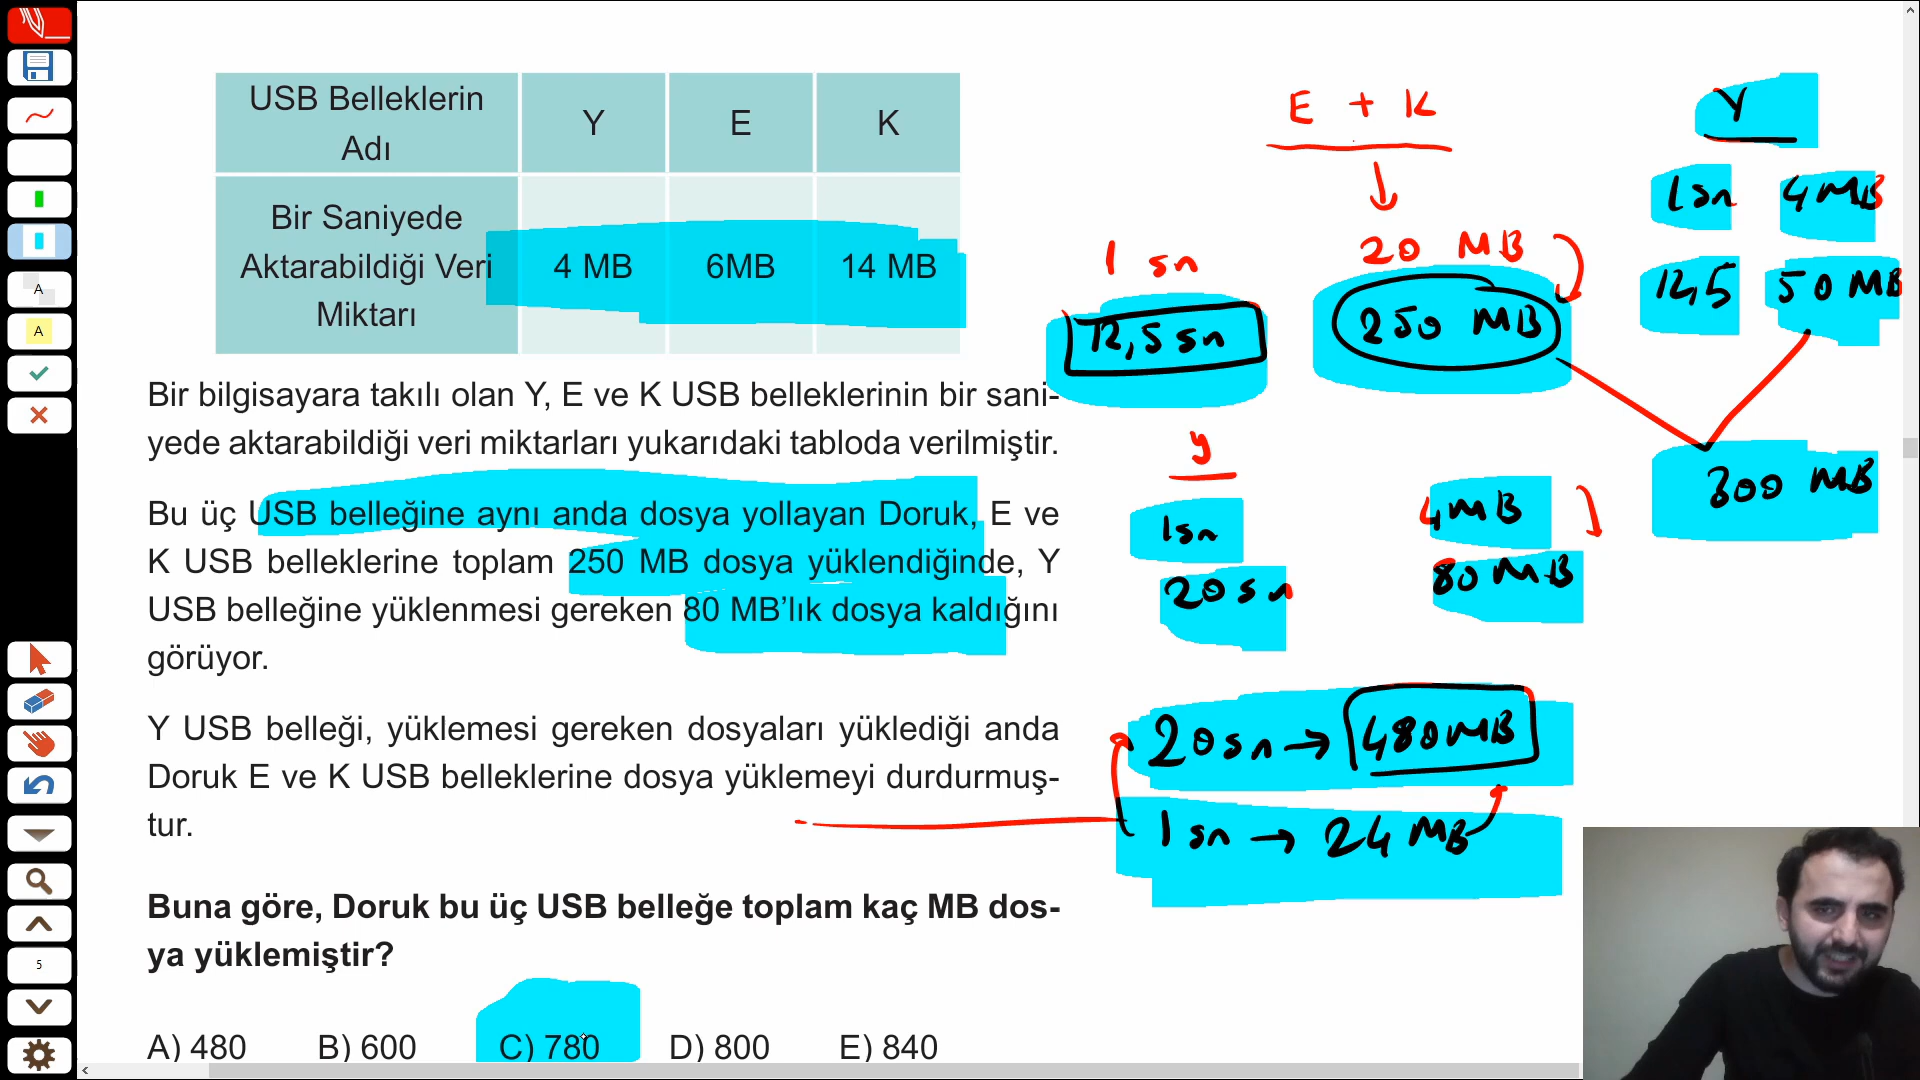 USB Belleklerin
Adı
Y
E
K
Bir Saniyede
Aktarabildiği Veri
Miktarı
4 MB
6MB
14 MB
Bir bilgisayara takılı olan Y, E ve K USB belleklerinin bir sani-
yede aktarabildiği veri miktarları yukarıdaki tabloda verilmiştir.
Bu üç USB belleğine aynı anda dosya yollayan Doruk, E ve
K USB belleklerine toplam 250 MB dosya yüklendiğinde, Y
USB belleğine yüklenmesi gereken 80 MB’lık dosya kaldığını
görüyor.
Y USB belleği, yüklemesi gereken dosyaları yüklediği anda
Doruk E ve K USB belleklerine dosya yüklemeyi durdurmuş-
tur.
Buna göre, Doruk bu üç USB belleğe toplam kaç MB dos-
ya yüklemiştir?
A) 480 B) 600 C) 780 D) 800 E) 840
E + K
1 sn 20 MB
12,5 sn 250 MB
Y
1sn 4MB
12,5 50 MB
300 MB
y
1sn 4MB
20sn 80MB
20sn → 480MB
1 sn → 24 MB
A
A
5